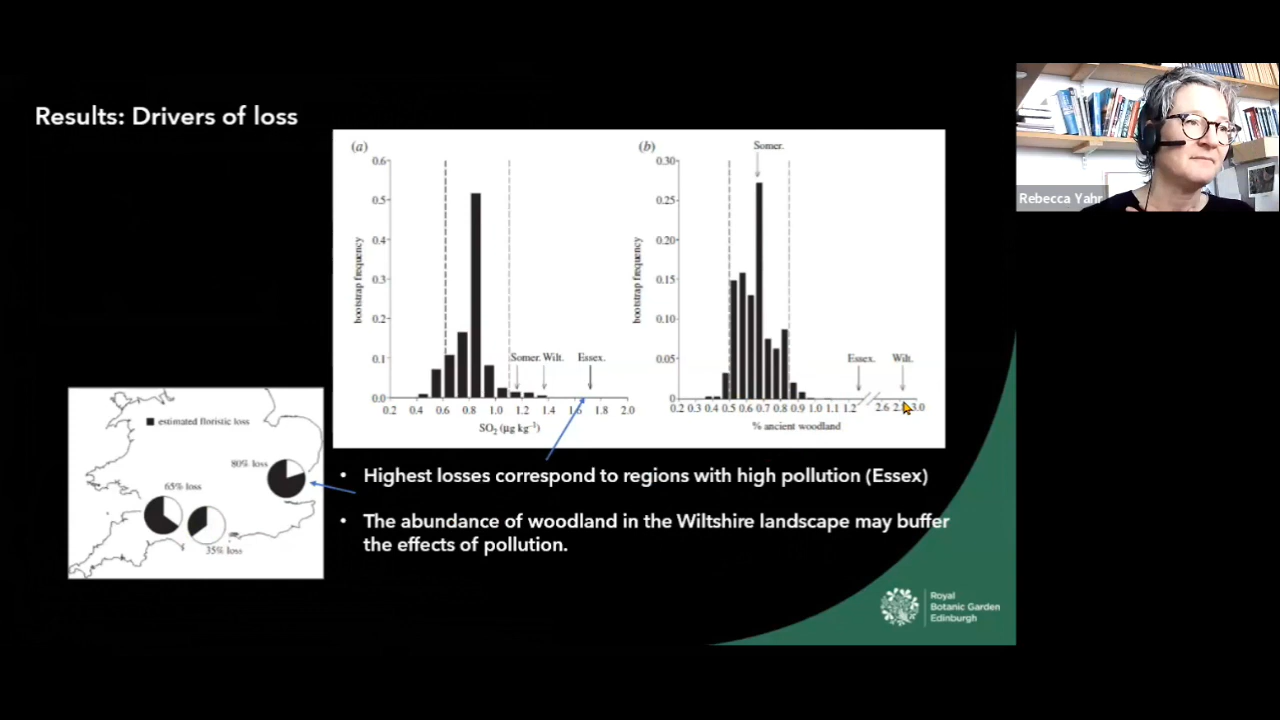 Results: Drivers of loss
(a)
0.6
0.5
0.4
0.3
0.2
0.1
0.0
bootstrap frequency
Somer. Wilt. Essex.
0.2 0.4 0.6 0.8 1.0 1.2 1.4 1.6 1.8 2.0
SO2 (µg kg−1)
(b)
Somer.
0.30
0.25
0.20
0.15
0.10
0.05
0
bootstrap frequency
Essex. Wilt.
0.2 0.3 0.4 0.5 0.6 0.7 0.8 0.9 1.0 1.1 1.2 2.6 3.0
% ancient woodland
Rebecca Yahr
estimated floristic loss
80% loss
65% loss
35% loss
• Highest losses correspond to regions with high pollution (Essex)
• The abundance of woodland in the Wiltshire landscape may buffer
the effects of pollution.
Royal
Botanic Garden
Edinburgh